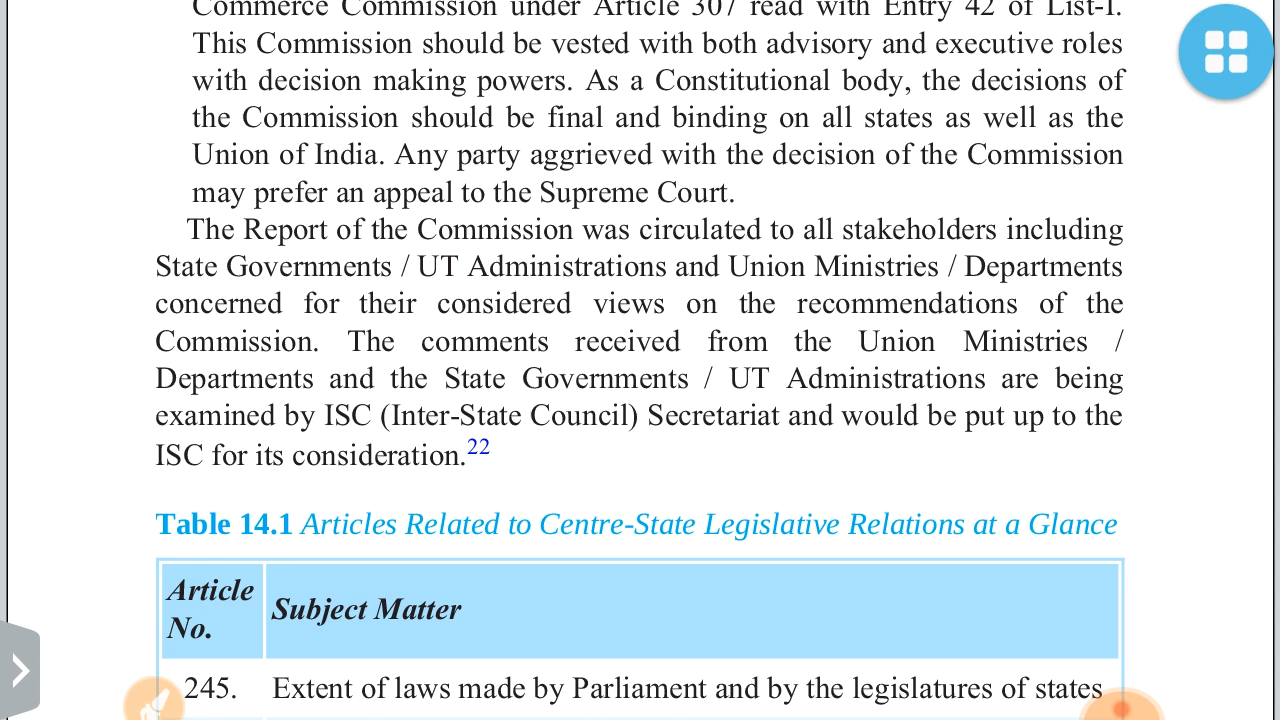 Commerce Commission under Article 307 read with Entry 42 of List-I.
This Commission should be vested with both advisory and executive roles
with decision making powers. As a Constitutional body, the decisions of
the Commission should be final and binding on all states as well as the
Union of India. Any party aggrieved with the decision of the Commission
may prefer an appeal to the Supreme Court.
The Report of the Commission was circulated to all stakeholders including
State Governments / UT Administrations and Union Ministries / Departments
concerned for their considered views on the recommendations of the
Commission. The comments received from the Union Ministries /
Departments and the State Governments / UT Administrations are being
examined by ISC (Inter-State Council) Secretariat and would be put up to the
ISC for its consideration.22
Table 14.1 Articles Related to Centre-State Legislative Relations at a Glance
Article
No.
Subject Matter
245. Extent of laws made by Parliament and by the legislatures of states